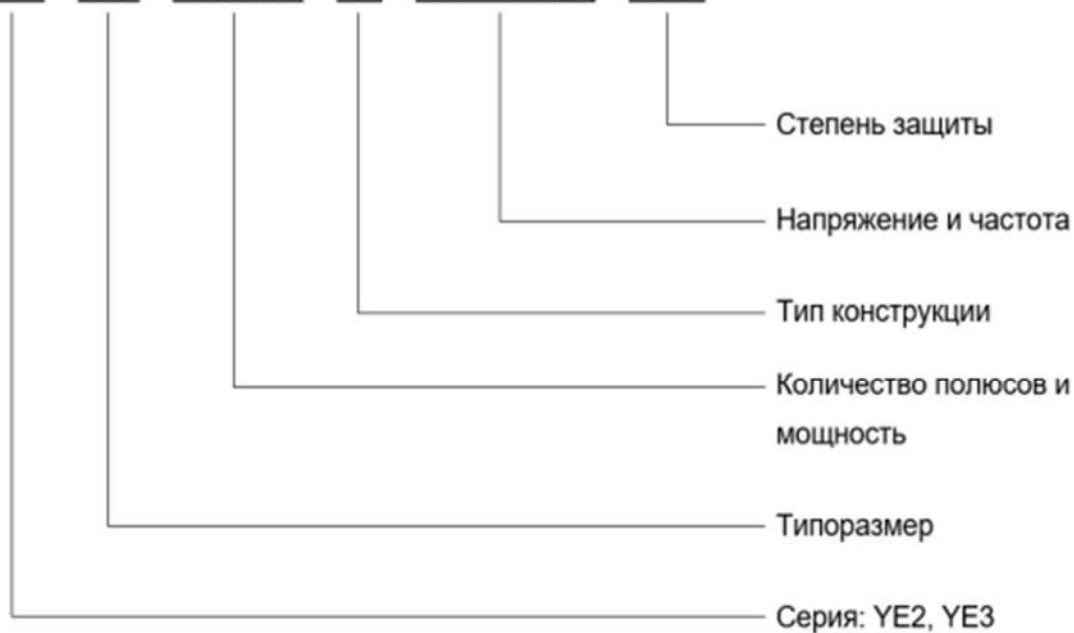 Степень защиты
Напряжение и частота
Тип конструкции
Количество полюсов и
мощность
Типоразмер
Серия: YE2, YE3